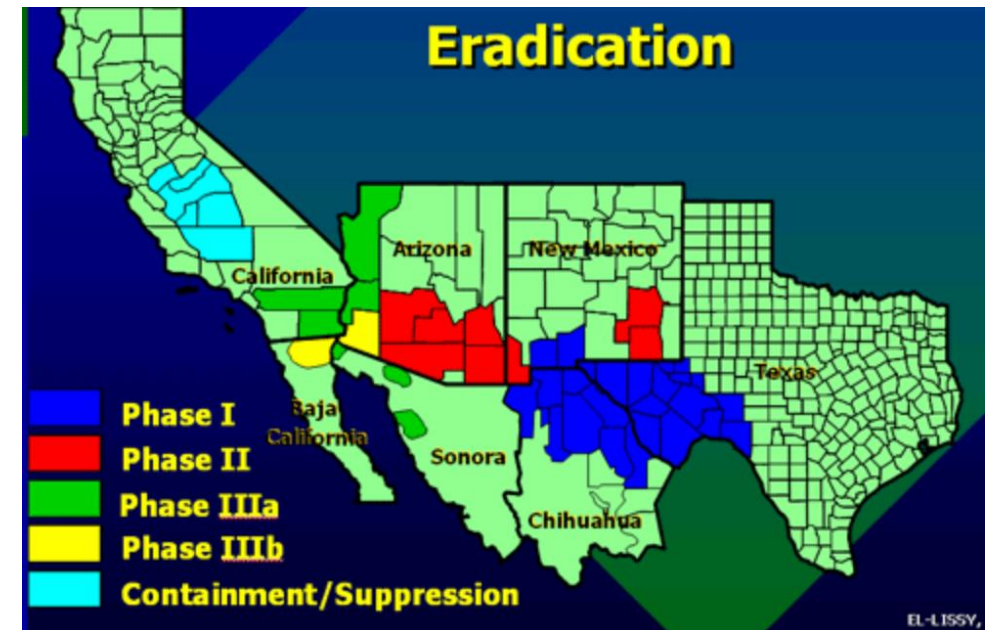 Eradication
Arizona
New Mexico
California
Texas
Baja
California
Sonora
Chihuahua
Phase I
Phase II
Phase IIIa
Phase IIIb
Containment/Suppression
EL-LISSY,